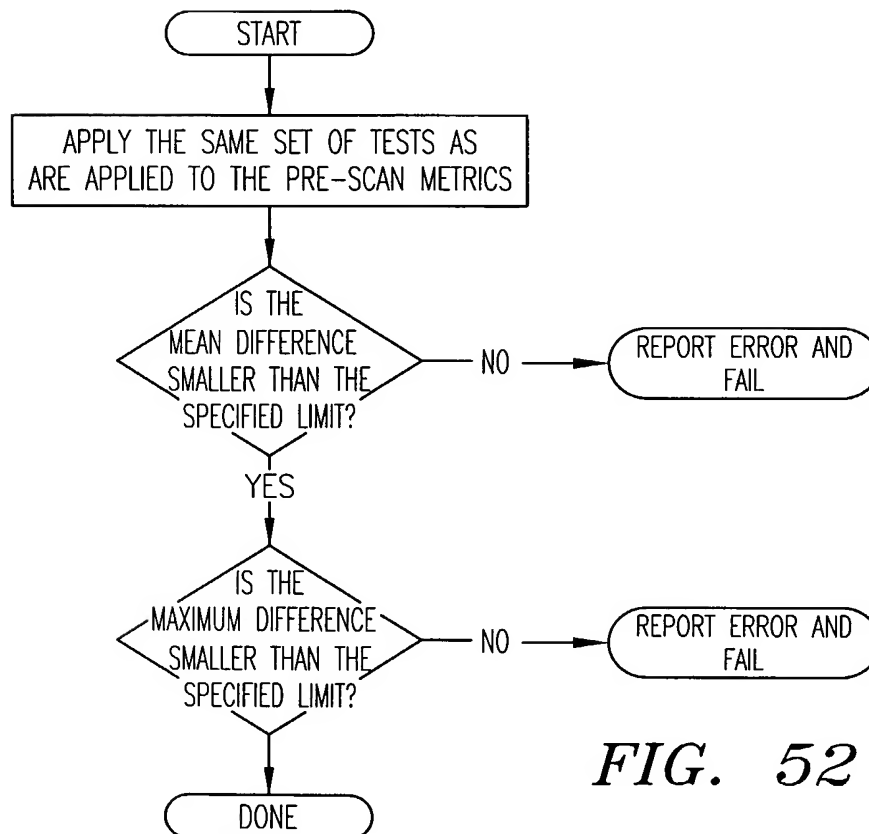 START
APPLY THE SAME SET OF TESTS AS
ARE APPLIED TO THE PRE-SCAN METRICS
IS THE
MEAN DIFFERENCE
SMALLER THAN THE
SPECIFIED LIMIT?
NO
REPORT ERROR AND
FAIL
YES
IS THE
MAXIMUM DIFFERENCE
SMALLER THAN THE
SPECIFIED LIMIT?
NO
REPORT ERROR AND
FAIL
DONE
FIG. 52